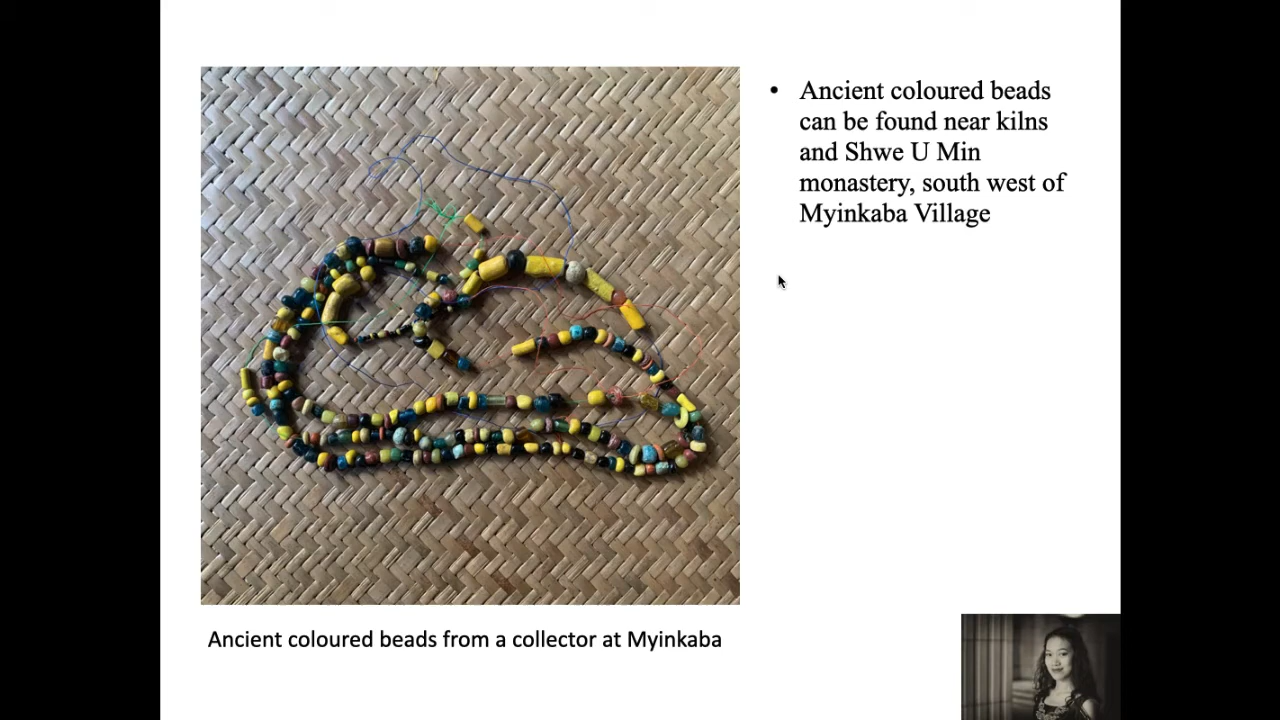 • Ancient coloured beads
can be found near kilns
and Shwe U Min
monastery, south west of
Myinkaba Village
Ancient coloured beads from a collector at Myinkaba